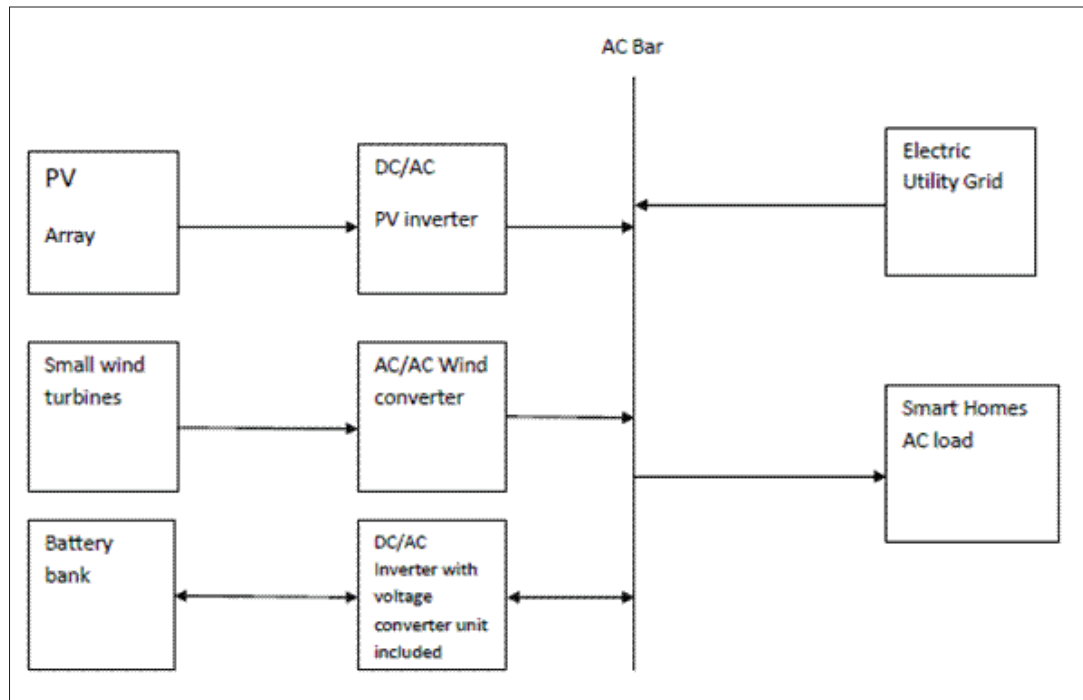 AC Bar
PV
Array
DC/AC
PV inverter
Electric
Utility Grid
Small wind
turbines
AC/AC Wind
converter
Smart Homes
AC load
Battery
bank
DC/AC
Inverter with
voltage
converter unit
included